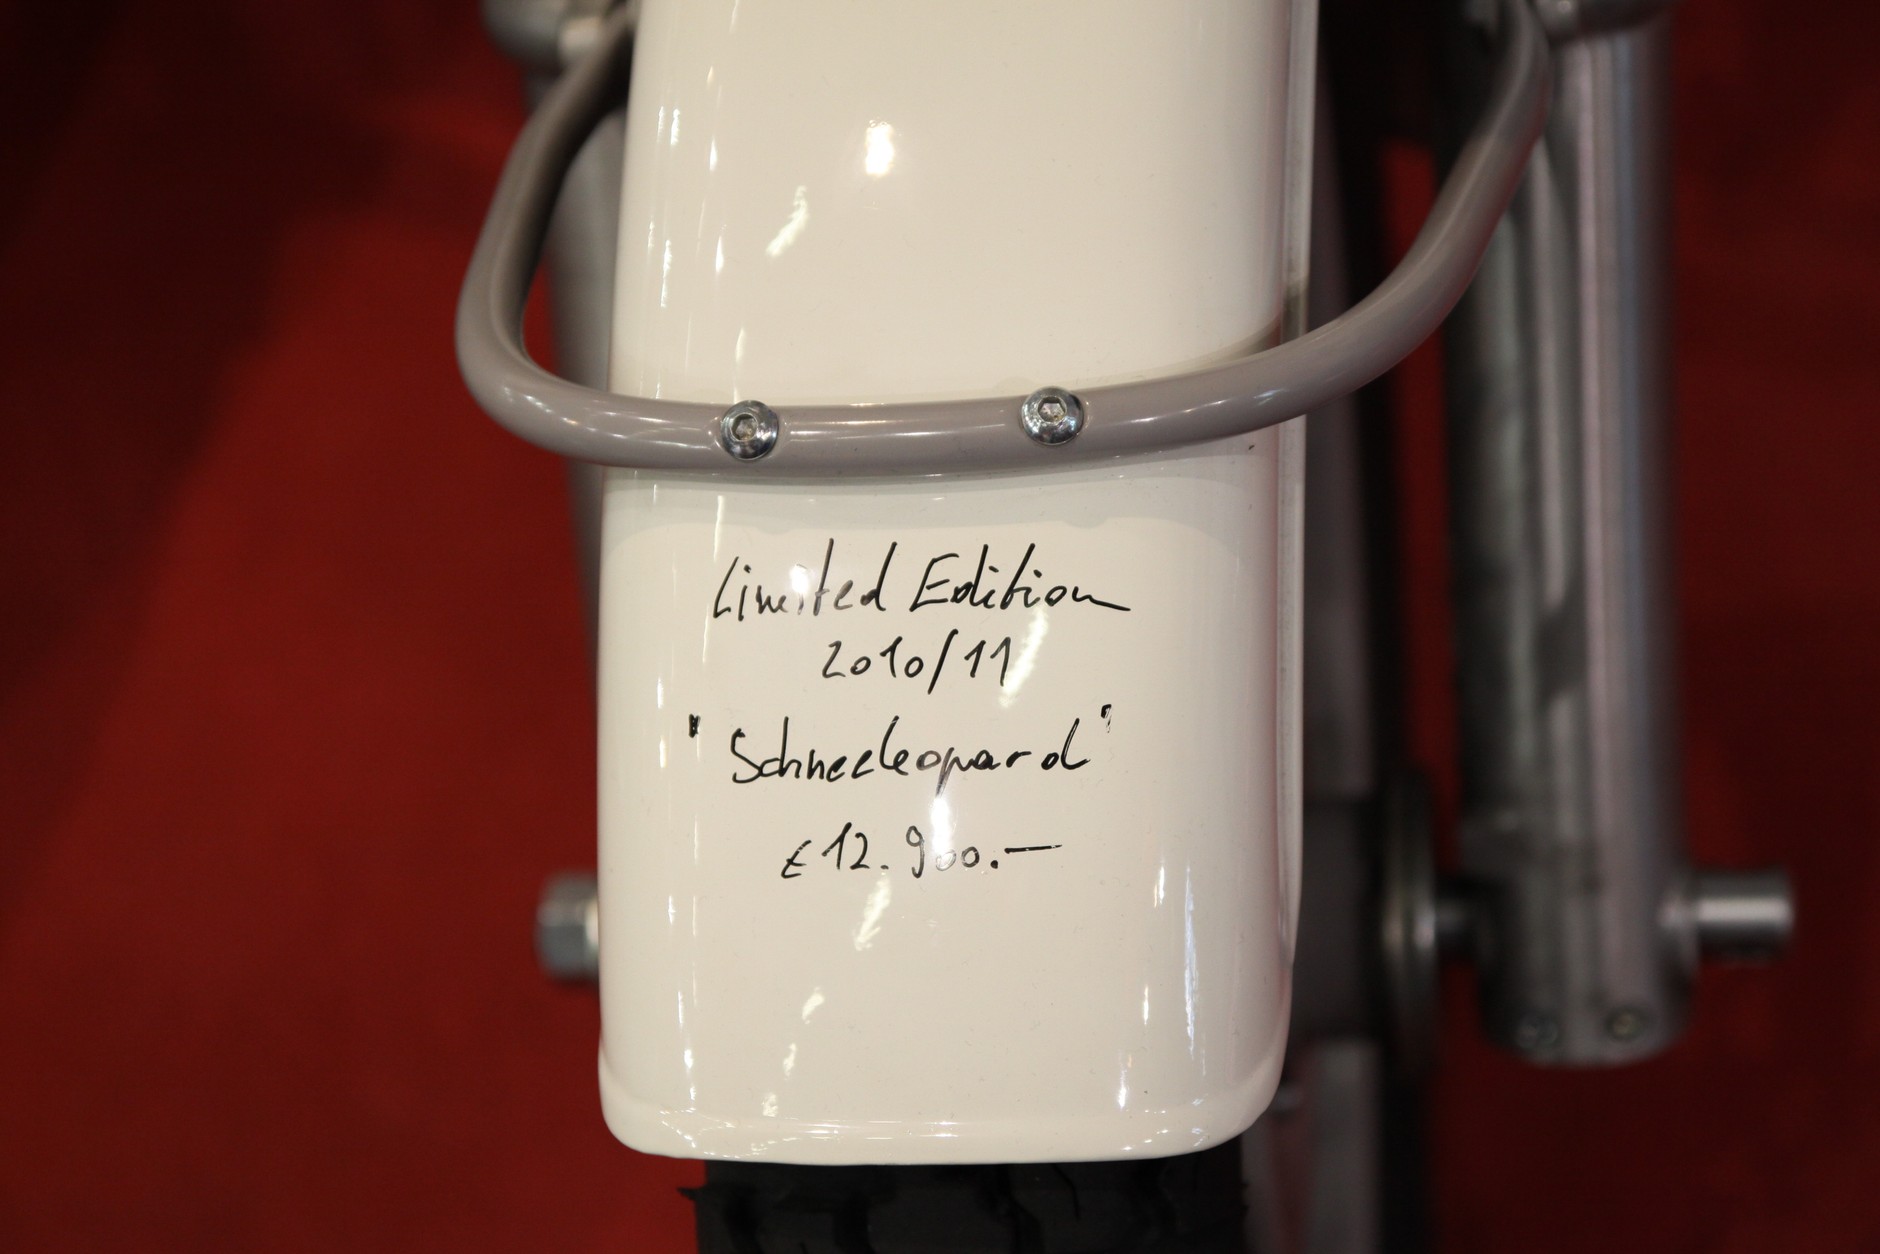 Limited Edition
2010/11
"Schneeleopard"
€ 12.900.—